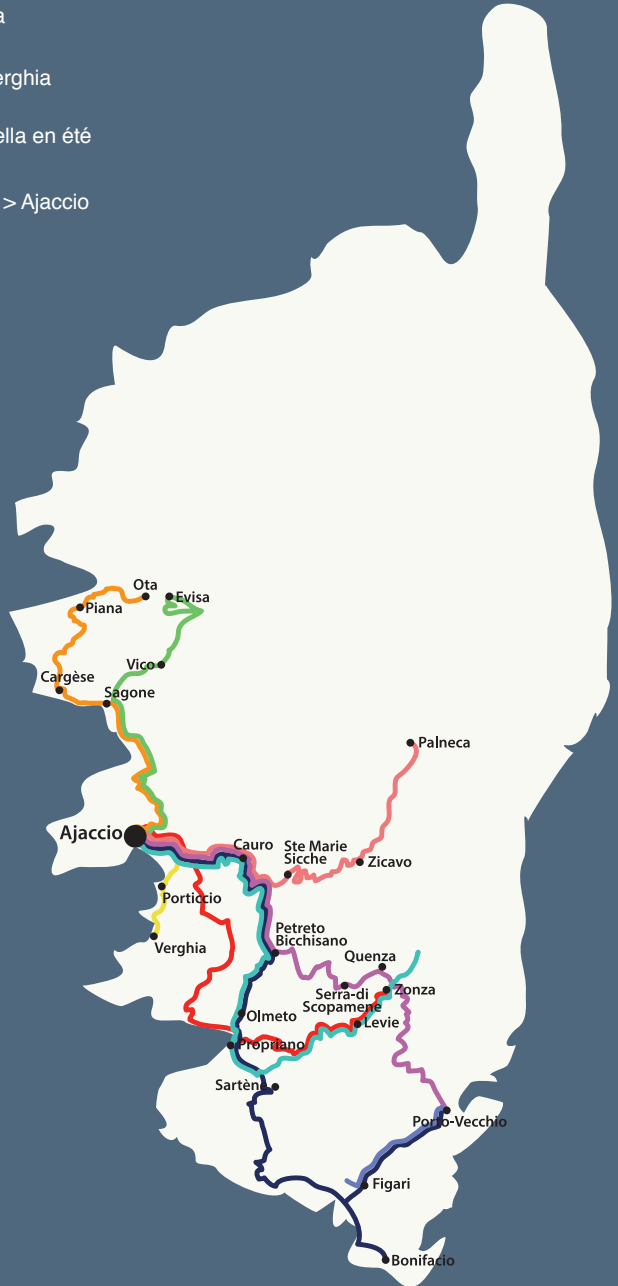 a
erghia
ella en été
> Ajaccio
Ota
Evisa
Piana
Vico
Cargèse
Sagone
Palneca
Ajaccio
Cauro
Ste Marie
Sicche
Zicavo
Porticcio
Verghia
Petreto
Bicchisano
Quenza
Serra-di
Scopamene
Zonza
Olmeto
Levie
Propriano
Sartène
Porto-Vecchio
Figari
Bonifacio